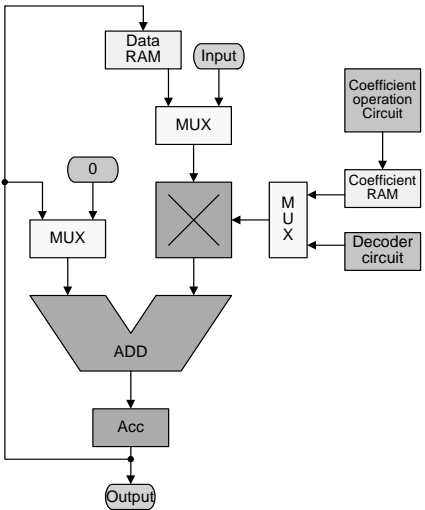 Data
RAM
Input
Coefficient
operation
Circuit
MUX
0
Coefficient
RAM
M
U
X
MUX
Decoder
circuit
ADD
Acc
Output